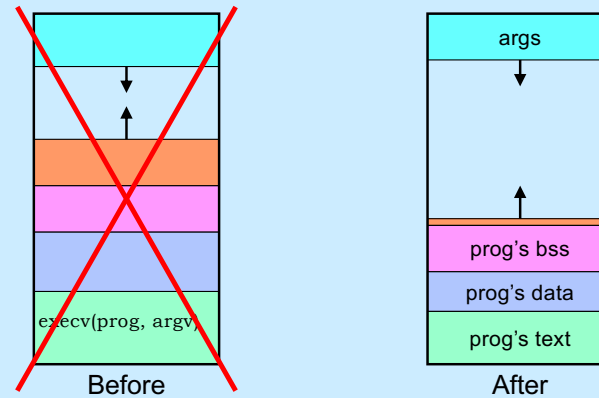 args
prog's bss
prog's data
execv(prog, argv)
prog's text
Before
After